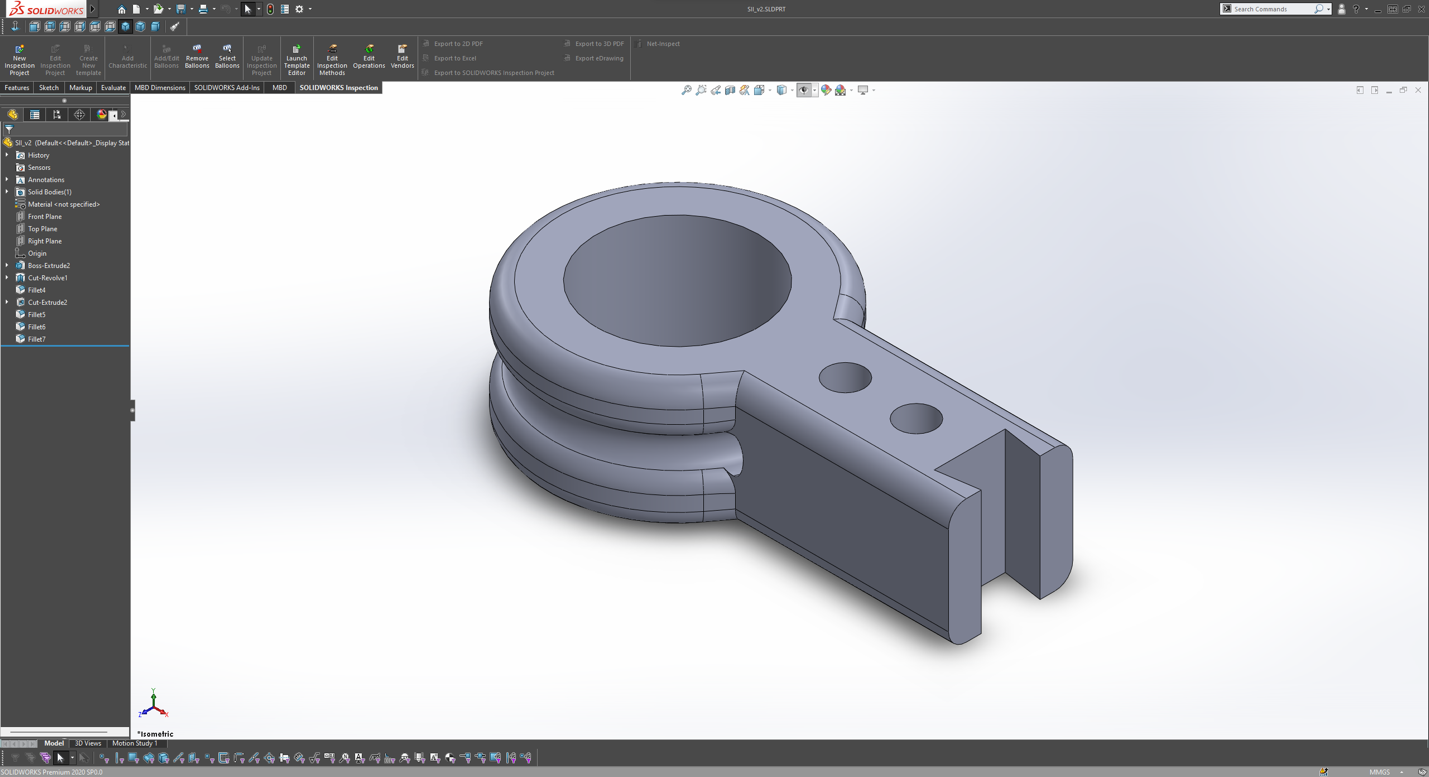 SOLIDWORKS
SII_v2.SLDPRT
Search Commands
New Inspection Project
Edit Inspection Project
Create New template
Add Characteristic
Add/Edit Balloons
Remove Balloons
Select Balloons
Update Inspection Project
Launch Template Editor
Edit Inspection Methods
Edit Operations
Edit Vendors
Export to 2D PDF
Export to Excel
Export to SOLIDWORKS Inspection Project
Export to 3D PDF
Export eDrawing
Net-Inspect
Features
Sketch
Markup
Evaluate
MBD Dimensions
SOLIDWORKS Add-Ins
MBD
SOLIDWORKS Inspection
SII_v2 (Default<<Default>_Display Stat
History
Sensors
Annotations
Solid Bodies(1)
Material <not specified>
Front Plane
Top Plane
Right Plane
Origin
Boss-Extrude2
Cut-Revolve1
Fillet4
Cut-Extrude2
Fillet5
Fillet6
Fillet7
Y
Z
X
*Isometric
Model
3D Views
Motion Study 1
SOLIDWORKS Premium 2020 SP0.0
MMGS